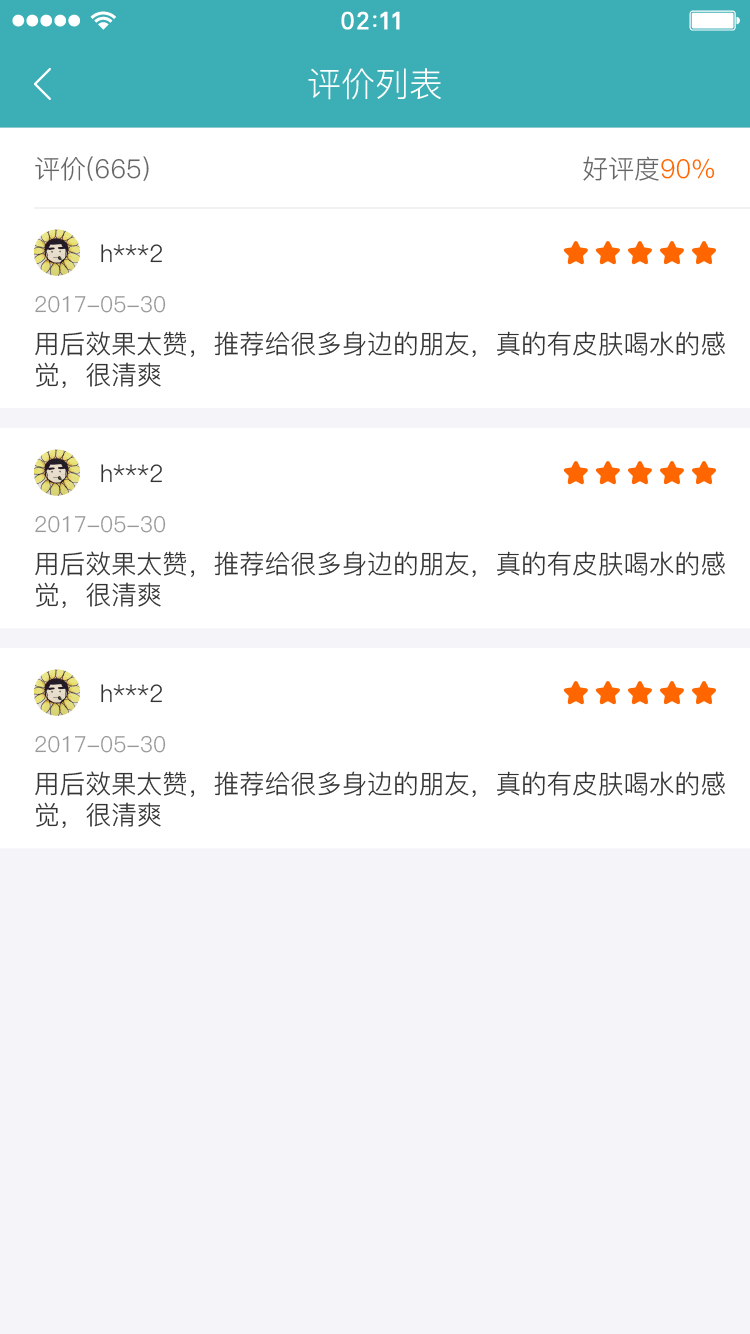 02:11
评价列表
评价(665) 好评度90%
h***2
2017-05-30
用后效果太赞，推荐给很多身边的朋友，真的有皮肤喝水的感
觉，很清爽
h***2
2017-05-30
用后效果太赞，推荐给很多身边的朋友，真的有皮肤喝水的感
觉，很清爽
h***2
2017-05-30
用后效果太赞，推荐给很多身边的朋友，真的有皮肤喝水的感
觉，很清爽